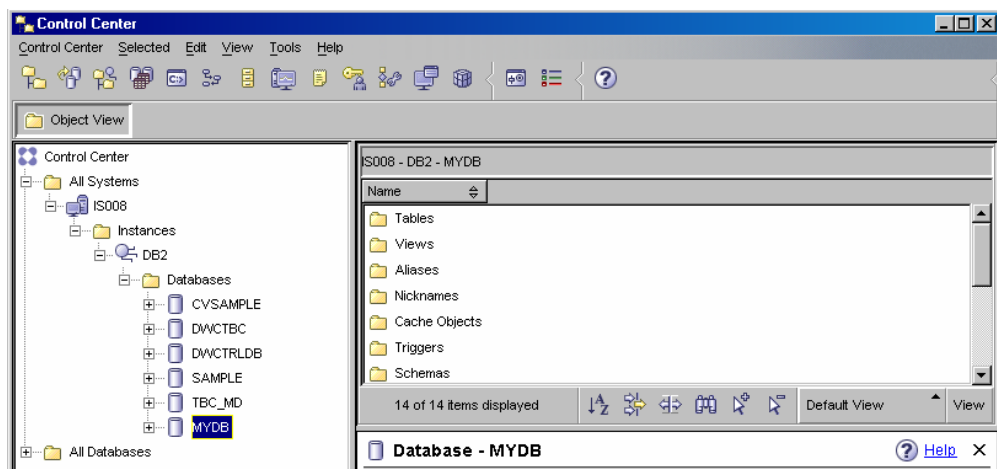 Control Center
Control Center Selected Edit View Tools Help
Object View
Control Center
All Systems
IS008
Instances
DB2
Databases
CVSAMPLE
DWCTBC
DWCTRLDB
SAMPLE
TBC_MD
MYDB
All Databases
IS008 - DB2 - MYDB
Name
Tables
Views
Aliases
Nicknames
Cache Objects
Triggers
Schemas
14 of 14 items displayed
Default View
View
Database - MYDB
Help